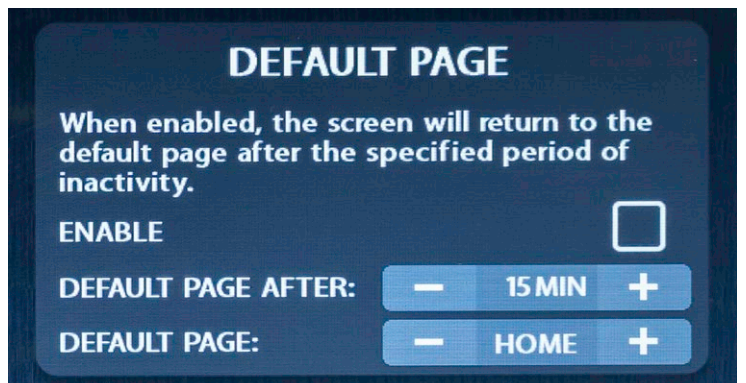 DEFAULT PAGE
When enabled, the screen will return to the
default page after the specified period of
inactivity.
ENABLE
DEFAULT PAGE AFTER: − 15 MIN +
DEFAULT PAGE: − HOME +